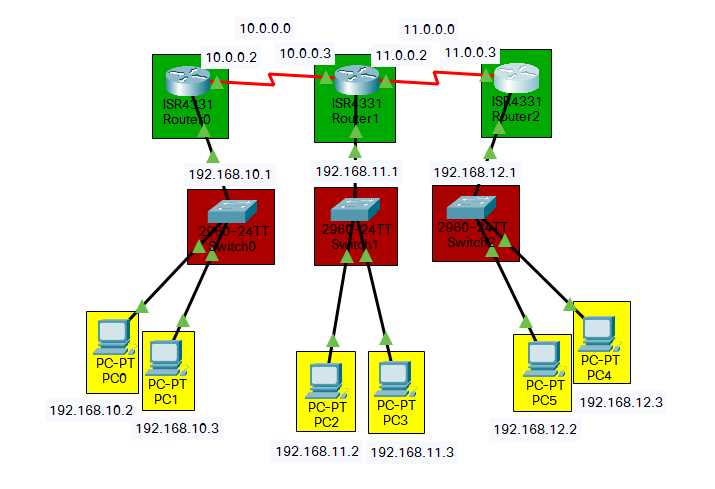 10.0.0.0
11.0.0.0
10.0.0.2
10.0.0.3
11.0.0.2
11.0.0.3
ISR4331
Router0
ISR4331
Router1
ISR4331
Router2
192.168.10.1
192.168.11.1
192.168.12.1
2960-24TT
Switch0
2960-24TT
Switch1
2960-24TT
Switch2
PC-PT
PC0
PC-PT
PC1
PC-PT
PC2
PC-PT
PC3
PC-PT
PC5
PC-PT
PC4
192.168.10.2
192.168.10.3
192.168.11.2
192.168.11.3
192.168.12.2
192.168.12.3